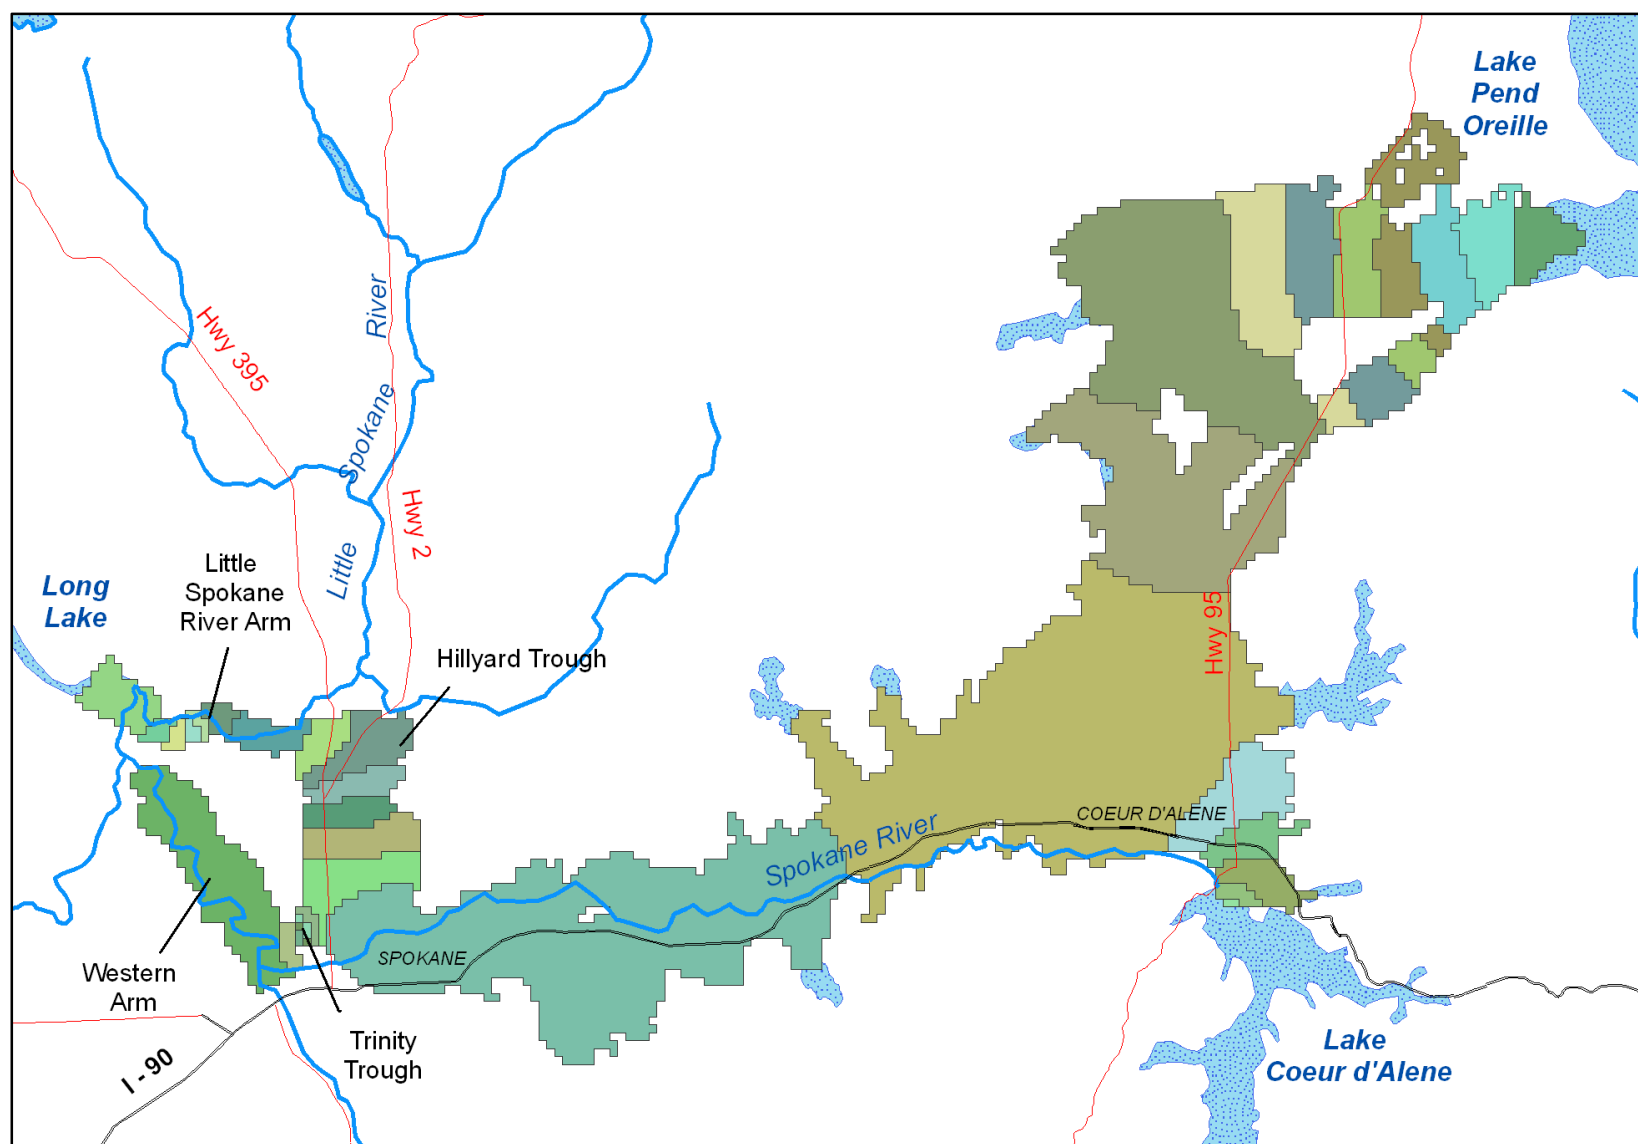 Lake
Pend
Oreille
River
Hwy 395
Spokane
Hwy 2
Little
Little
Spokane
River Arm
Long
Lake
Hwy 95
Hillyard Trough
COEUR D'ALENE
Spokane River
SPOKANE
Western
Arm
Trinity
Trough
I - 90
Lake
Coeur d'Alene